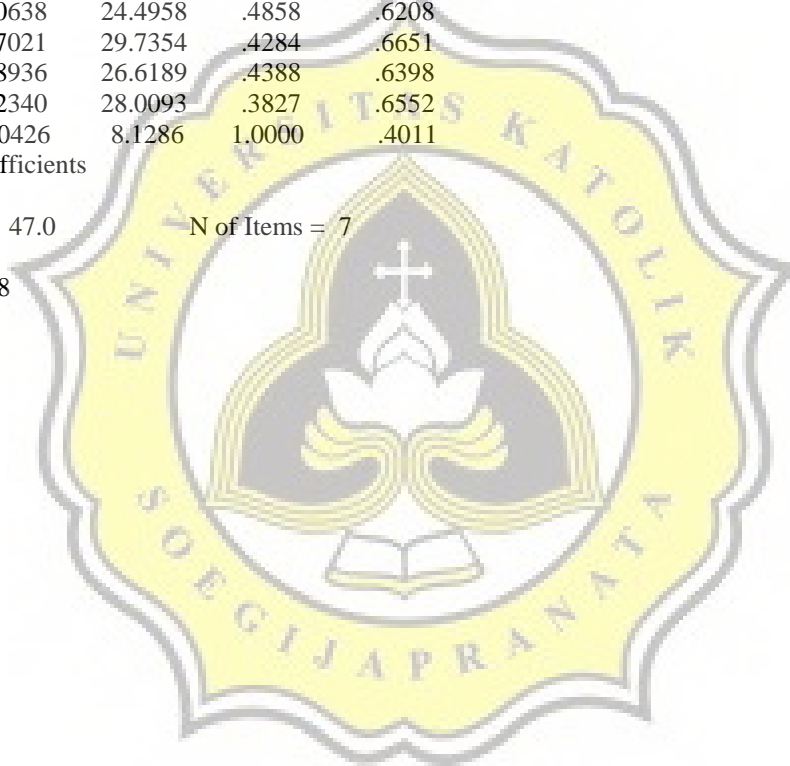 0638 24.4958 .4858 .6208
7021 29.7354 .4284 .6651
8936 26.6189 .4388 .6398
2340 28.0093 .3827 .6552
0426 8.1286 1.0000 .4011
fficients
47.0 N of Items = 7
8
UNIVERSITAS KATOLIK
SOEGIJAPRANATA